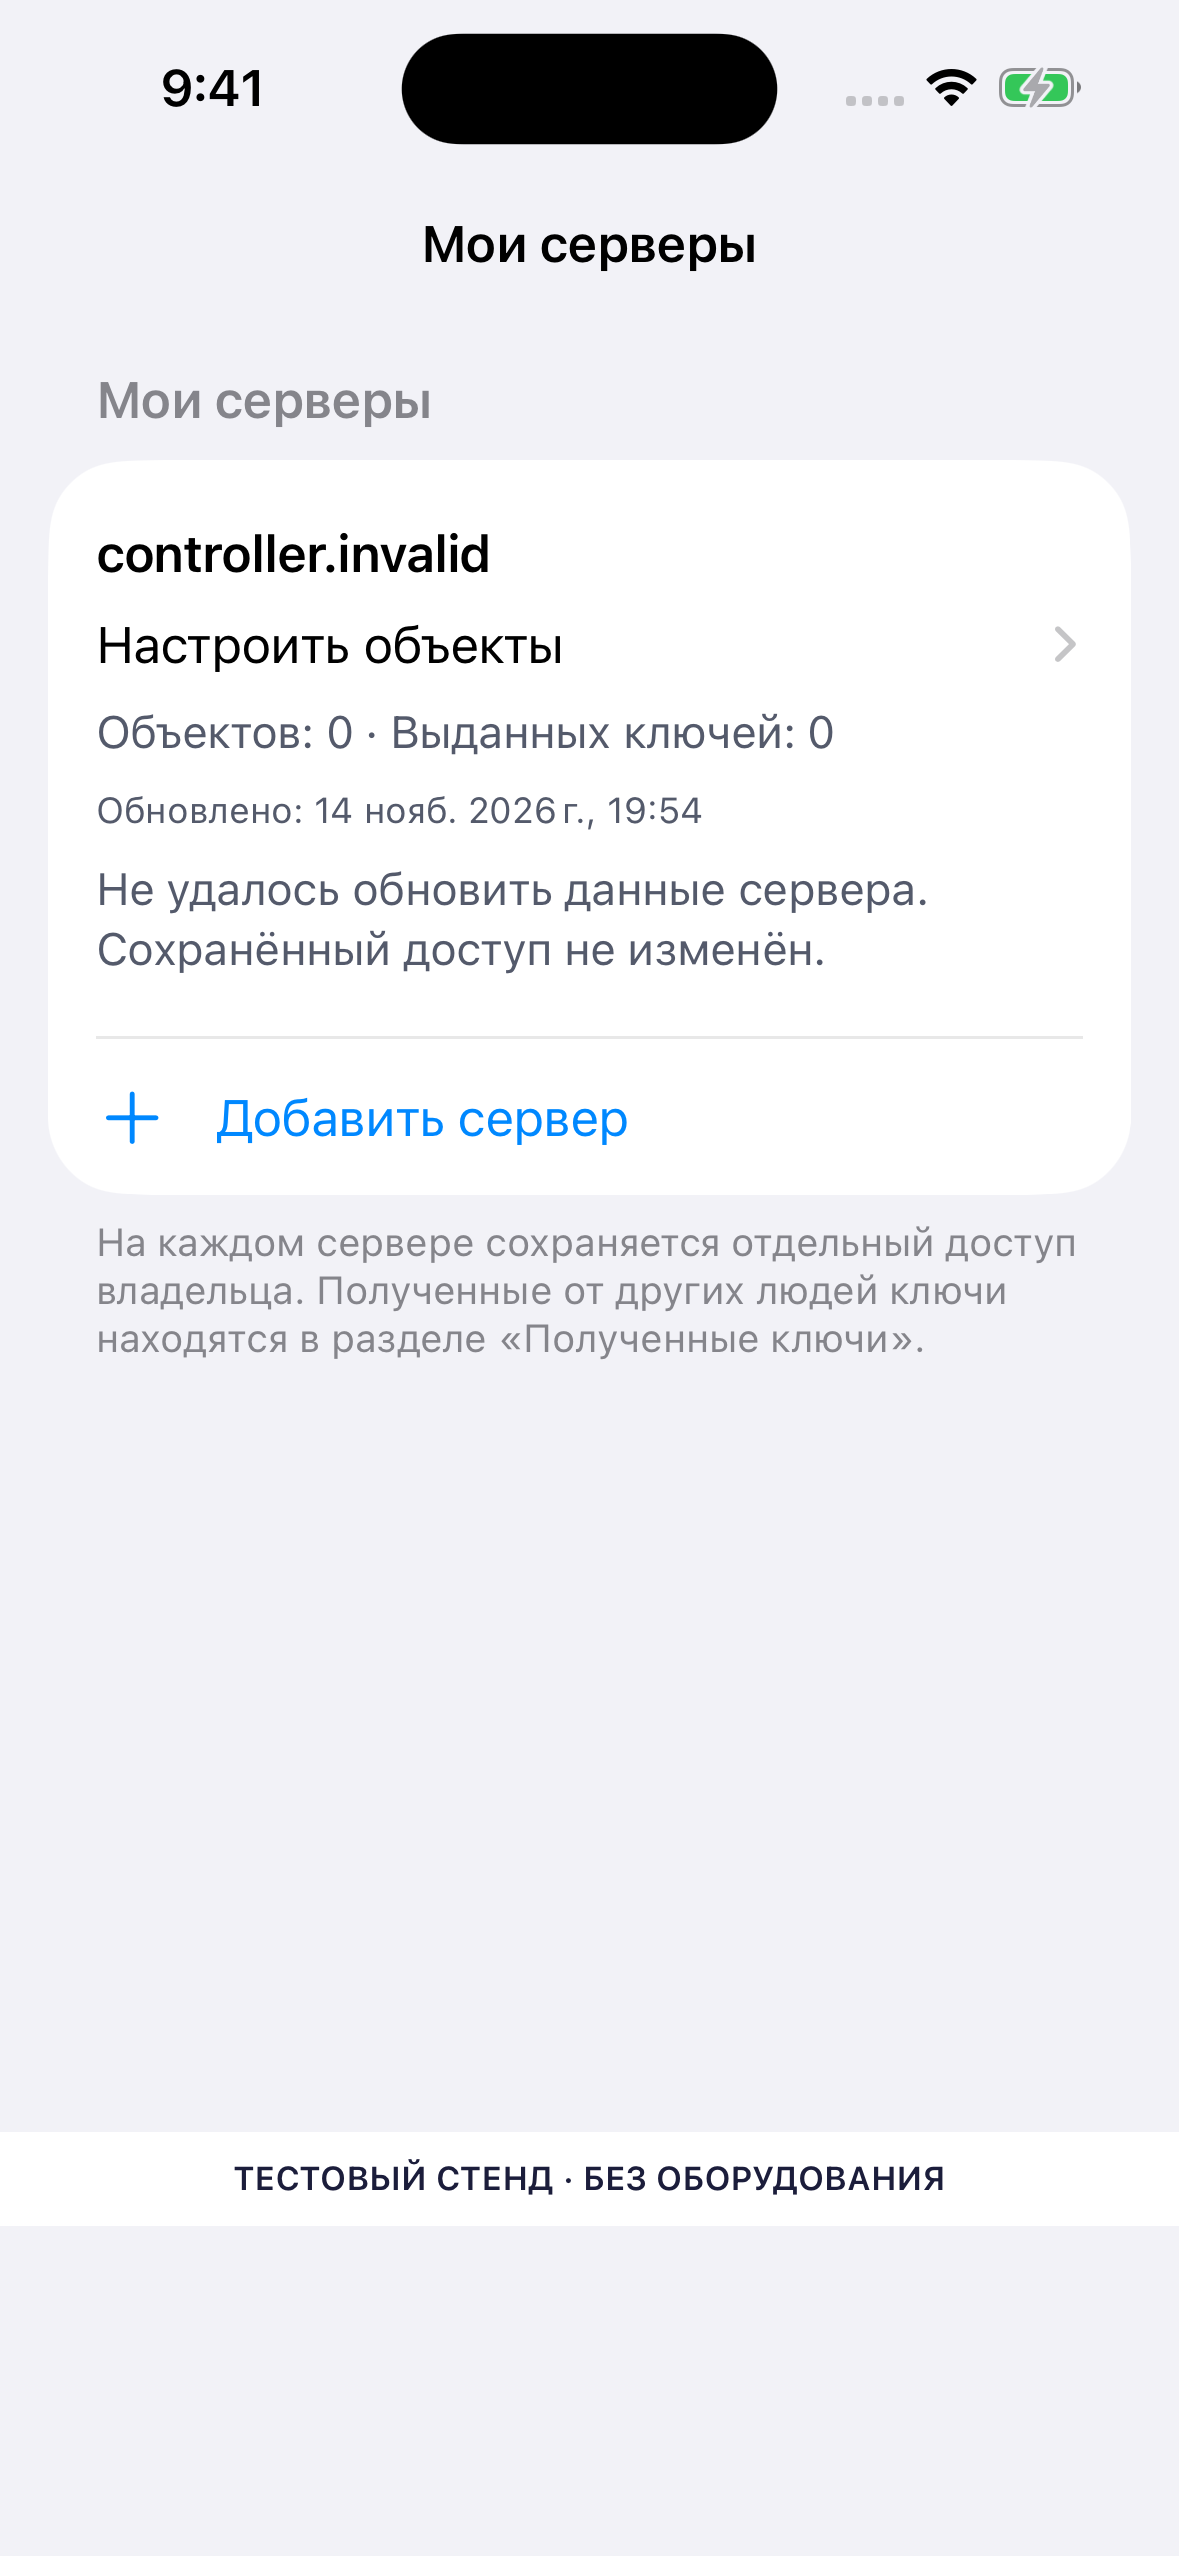 9:41
Мои серверы
Мои серверы
controller.invalid
Настроить объекты
Объектов: 0 · Выданных ключей: 0
Обновлено: 14 нояб. 2026 г., 19:54
Не удалось обновить данные сервера.
Сохранённый доступ не изменён.
Добавить сервер
На каждом сервере сохраняется отдельный доступ
владельца. Полученные от других людей ключи
находятся в разделе «Полученные ключи».
ТЕСТОВЫЙ СТЕНД · БЕЗ ОБОРУДОВАНИЯ